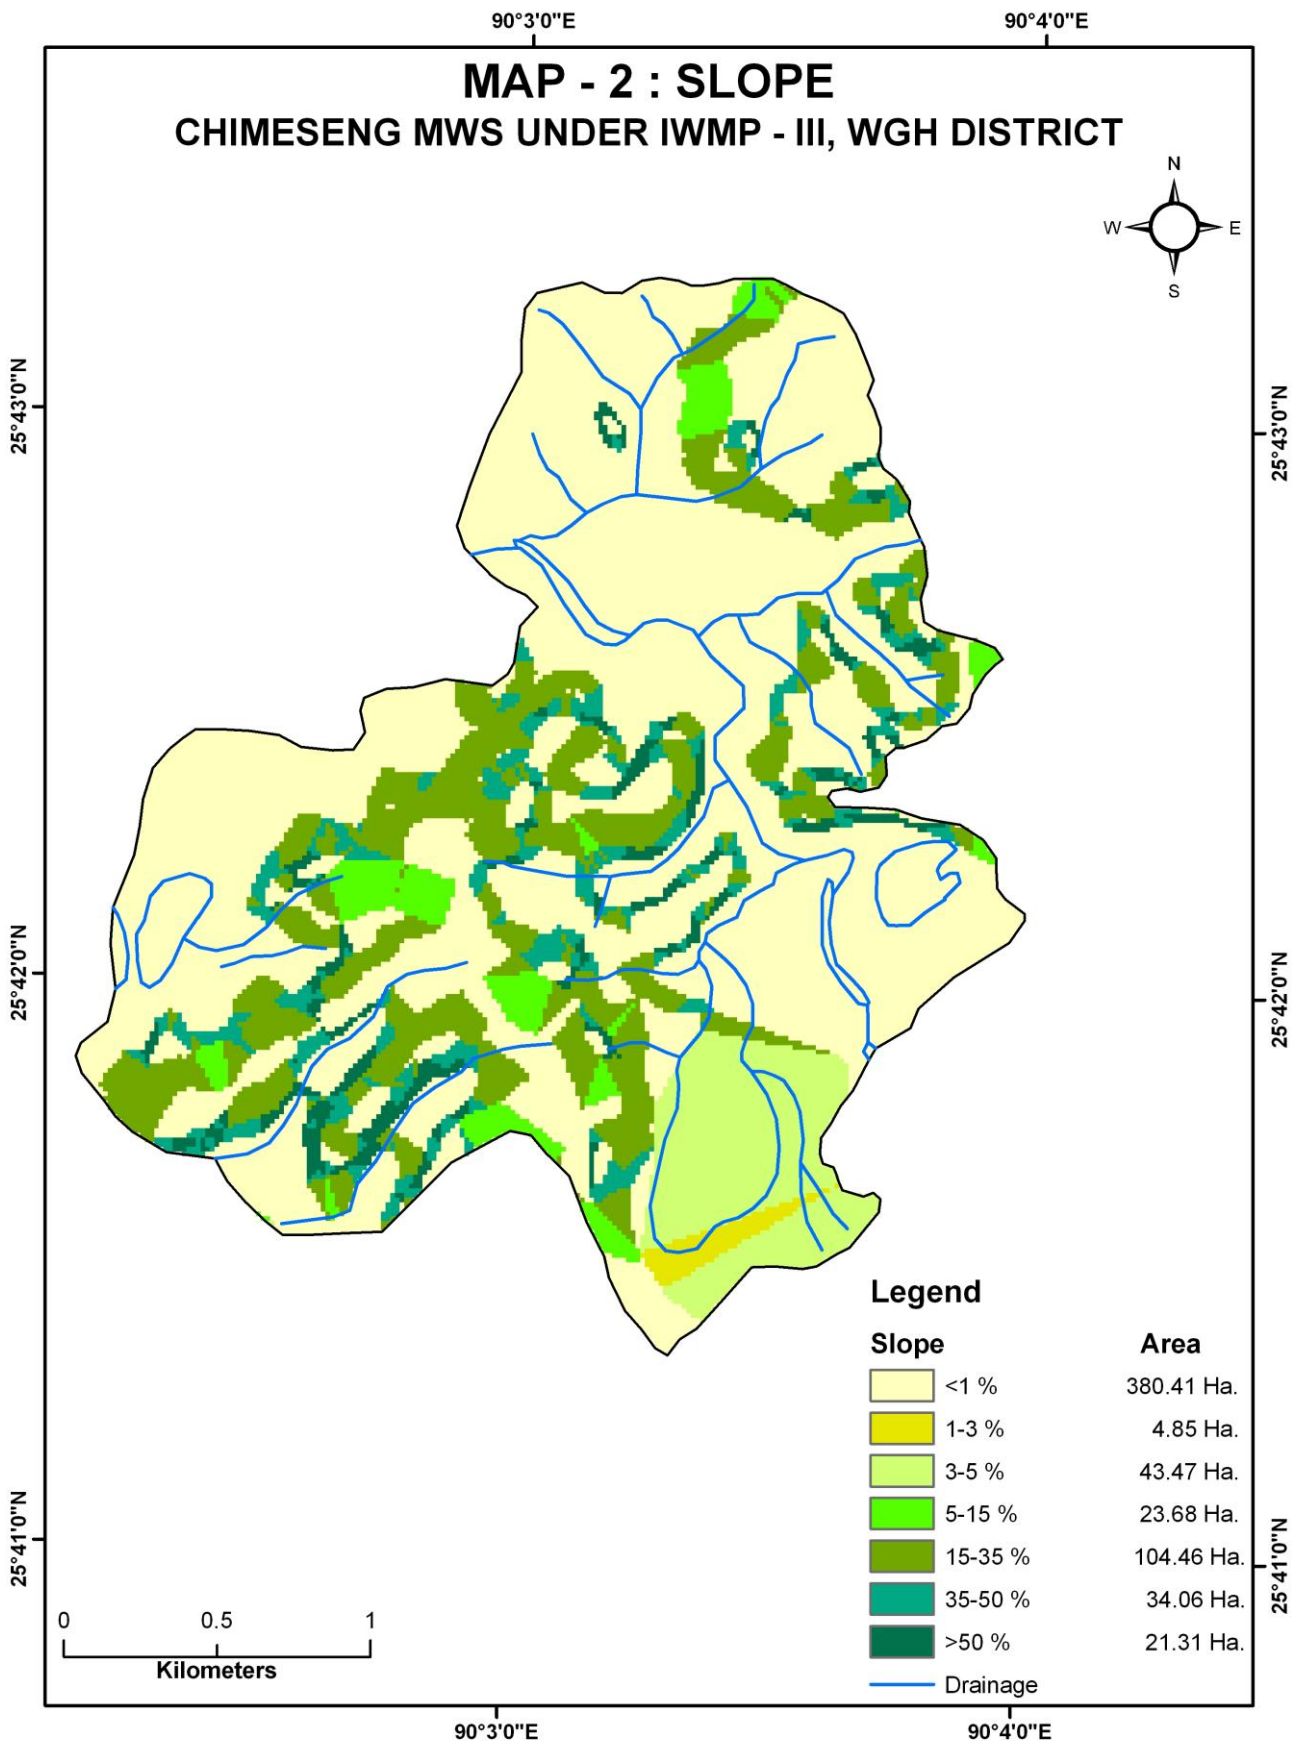 90°3'0"E 90°4'0"E
MAP - 2 : SLOPE
CHIMESENG MWS UNDER IWMP - III, WGH DISTRICT
N
W E
S
25°43'0"N 25°43'0"N
25°42'0"N 25°42'0"N
Legend
Slope Area
<1 % 380.41 Ha.
1-3 % 4.85 Ha.
3-5 % 43.47 Ha.
5-15 % 23.68 Ha.
15-35 % 104.46 Ha.
35-50 % 34.06 Ha.
>50 % 21.31 Ha.
Drainage
25°41'0"N 25°41'0"N
0 0.5 1
Kilometers
90°3'0"E 90°4'0"E